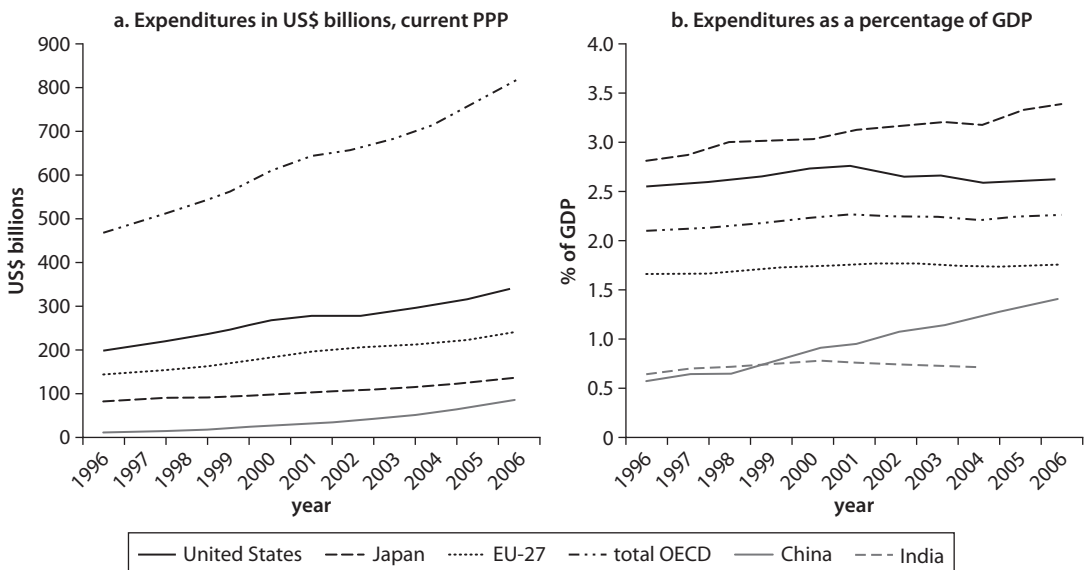 a. Expenditures in US$ billions, current PPP
900
800
700
600
500
400
300
200
100
0
US$ billions
1996 1997 1998 1999 2000 2001 2002 2003 2004 2005 2006
year
b. Expenditures as a percentage of GDP
4.0
3.5
3.0
2.5
2.0
1.5
1.0
0.5
0
% of GDP
1996 1997 1998 1999 2000 2001 2002 2003 2004 2005 2006
year
United States Japan EU-27 total OECD China India